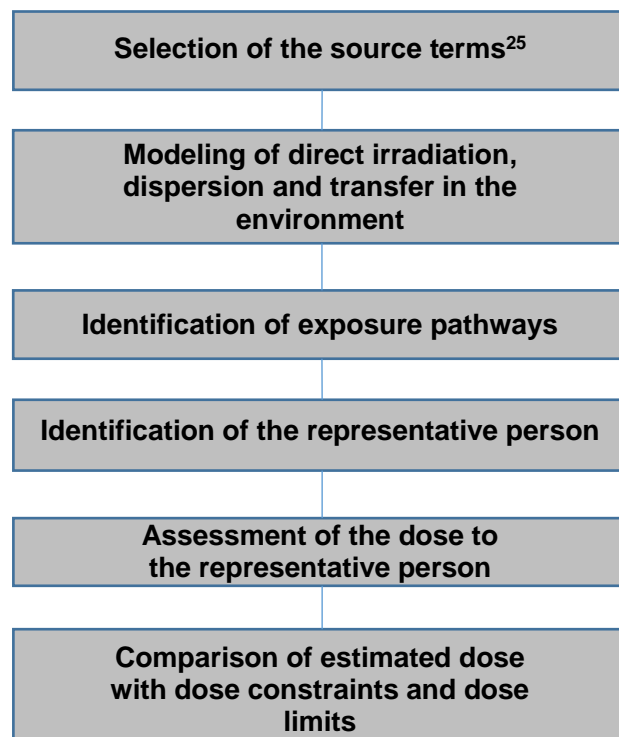 Selection of the source terms25
Modeling of direct irradiation,
dispersion and transfer in the
environment
Identification of exposure pathways
Identification of the representative person
Assessment of the dose to
the representative person
Comparison of estimated dose
with dose constraints and dose
limits